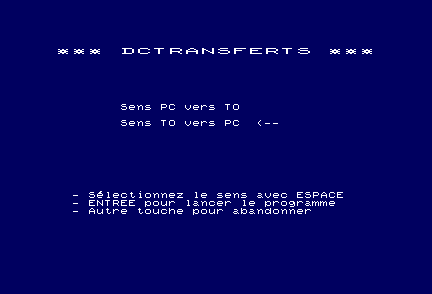 *** DCTRANSFERTS ***
Sens PC vers TO
Sens TO vers PC <--
- Sélectionnez le sens avec ESPACE
- ENTREE pour lancer le programme
- Autre touche pour abandonner